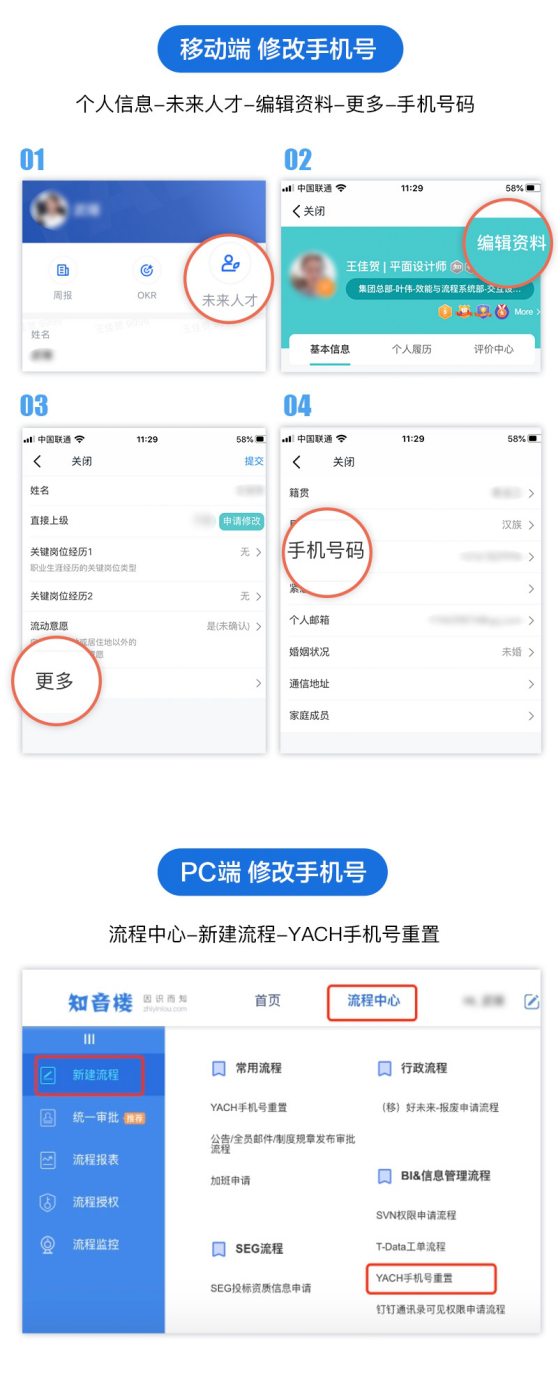 移动端 修改手机号
个人信息–未来人才–编辑资料–更多–手机号码
01
周报
OKR
未来人才
姓名
02
中国联通
11:29
58%
关闭
编辑资料
王佳贺 | 平面设计师
集团总部-叶伟-效能与流程系统部-交互设…
More
基本信息
个人履历
评价中心
03
中国联通
11:29
58%
关闭
提交
姓名
直接上级
申请修改
关键岗位经历1
无
职业生涯经历的关键岗位类型
关键岗位经历2
无
流动意愿
是(未确认)
或居住地以外的
更多
04
中国联通
11:29
58%
关闭
籍贯
汉族
手机号码
个人邮箱
婚姻状况
未婚
通信地址
家庭成员
PC端 修改手机号
流程中心–新建流程–YACH手机号重置
知音楼
因识而知
zhiyinlou.com
首页
流程中心
新建流程
统一审批
推荐
流程报表
流程授权
流程监控
常用流程
YACH手机号重置
公告/全员邮件/制度规章发布审批
流程
加班申请
SEG流程
SEG投标资质信息申请
行政流程
（移）好未来-报废申请流程
BI&信息管理流程
SVN权限申请流程
T-Data工单流程
YACH手机号重置
钉钉通讯录可见权限申请流程